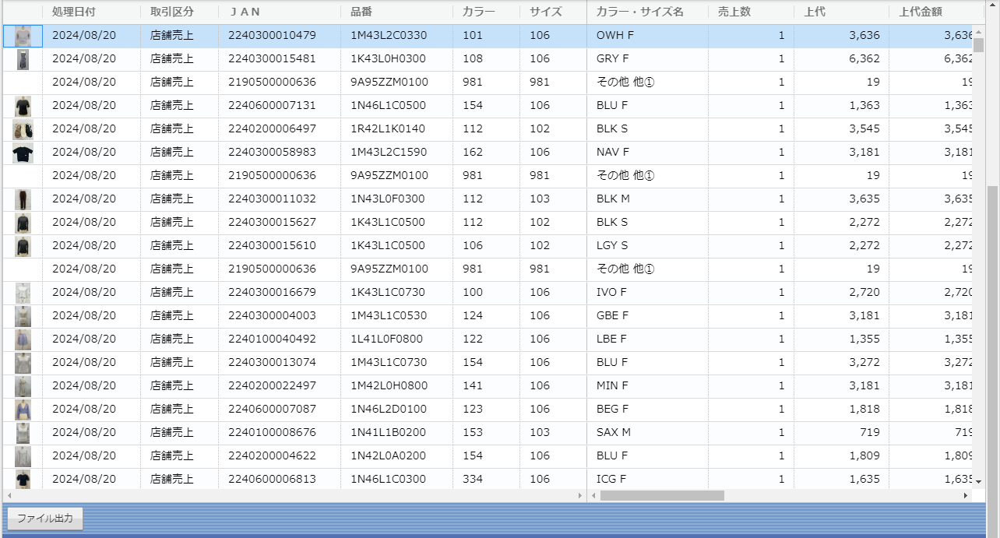 処理日付 取引区分 ＪＡＮ 品番 カラー サイズ カラー・サイズ名 売上数 上代 上代金額
2024/08/20 店舗売上 2240300010479 1M43L2C0330 101 106 OWH F 1 3,636 3,636
2024/08/20 店舗売上 2240300015481 1K43L0H0300 108 106 GRY F 1 6,362 6,362
2024/08/20 店舗売上 2190500000636 9A95ZZM0100 981 981 その他 他① 1 19 19
2024/08/20 店舗売上 2240600007131 1N46L1C0500 154 106 BLU F 1 1,363 1,363
2024/08/20 店舗売上 2240200006497 1R42L1K0140 112 102 BLK S 1 3,545 3,545
2024/08/20 店舗売上 2240300058983 1M43L2C1590 162 106 NAV F 1 3,181 3,181
2024/08/20 店舗売上 2190500000636 9A95ZZM0100 981 981 その他 他① 1 19 19
2024/08/20 店舗売上 2240300011032 1N43L0F0300 112 103 BLK M 1 3,635 3,635
2024/08/20 店舗売上 2240300015627 1K43L1C0500 112 102 BLK S 1 2,272 2,272
2024/08/20 店舗売上 2240300015610 1K43L1C0500 106 102 LGY S 1 2,272 2,272
2024/08/20 店舗売上 2190500000636 9A95ZZM0100 981 981 その他 他① 1 19 19
2024/08/20 店舗売上 2240300016679 1K43L1C0730 100 106 IVO F 1 2,720 2,720
2024/08/20 店舗売上 2240300004003 1M43L1C0530 124 106 GBE F 1 3,181 3,181
2024/08/20 店舗売上 2240100040492 1L41L0F0800 122 106 LBE F 1 1,355 1,355
2024/08/20 店舗売上 2240300013074 1M43L1C0730 154 106 BLU F 1 3,272 3,272
2024/08/20 店舗売上 2240200022497 1M42L0H0800 141 106 MIN F 1 3,181 3,181
2024/08/20 店舗売上 2240600007087 1N46L2D0100 123 106 BEG F 1 1,818 1,818
2024/08/20 店舗売上 2240100008676 1N41L1B0200 153 103 SAX M 1 719 719
2024/08/20 店舗売上 2240200004622 1N42L0A0200 154 106 BLU F 1 1,809 1,809
2024/08/20 店舗売上 2240600006813 1N46L1C0300 334 106 ICG F 1 1,635 1,635
ファイル出力